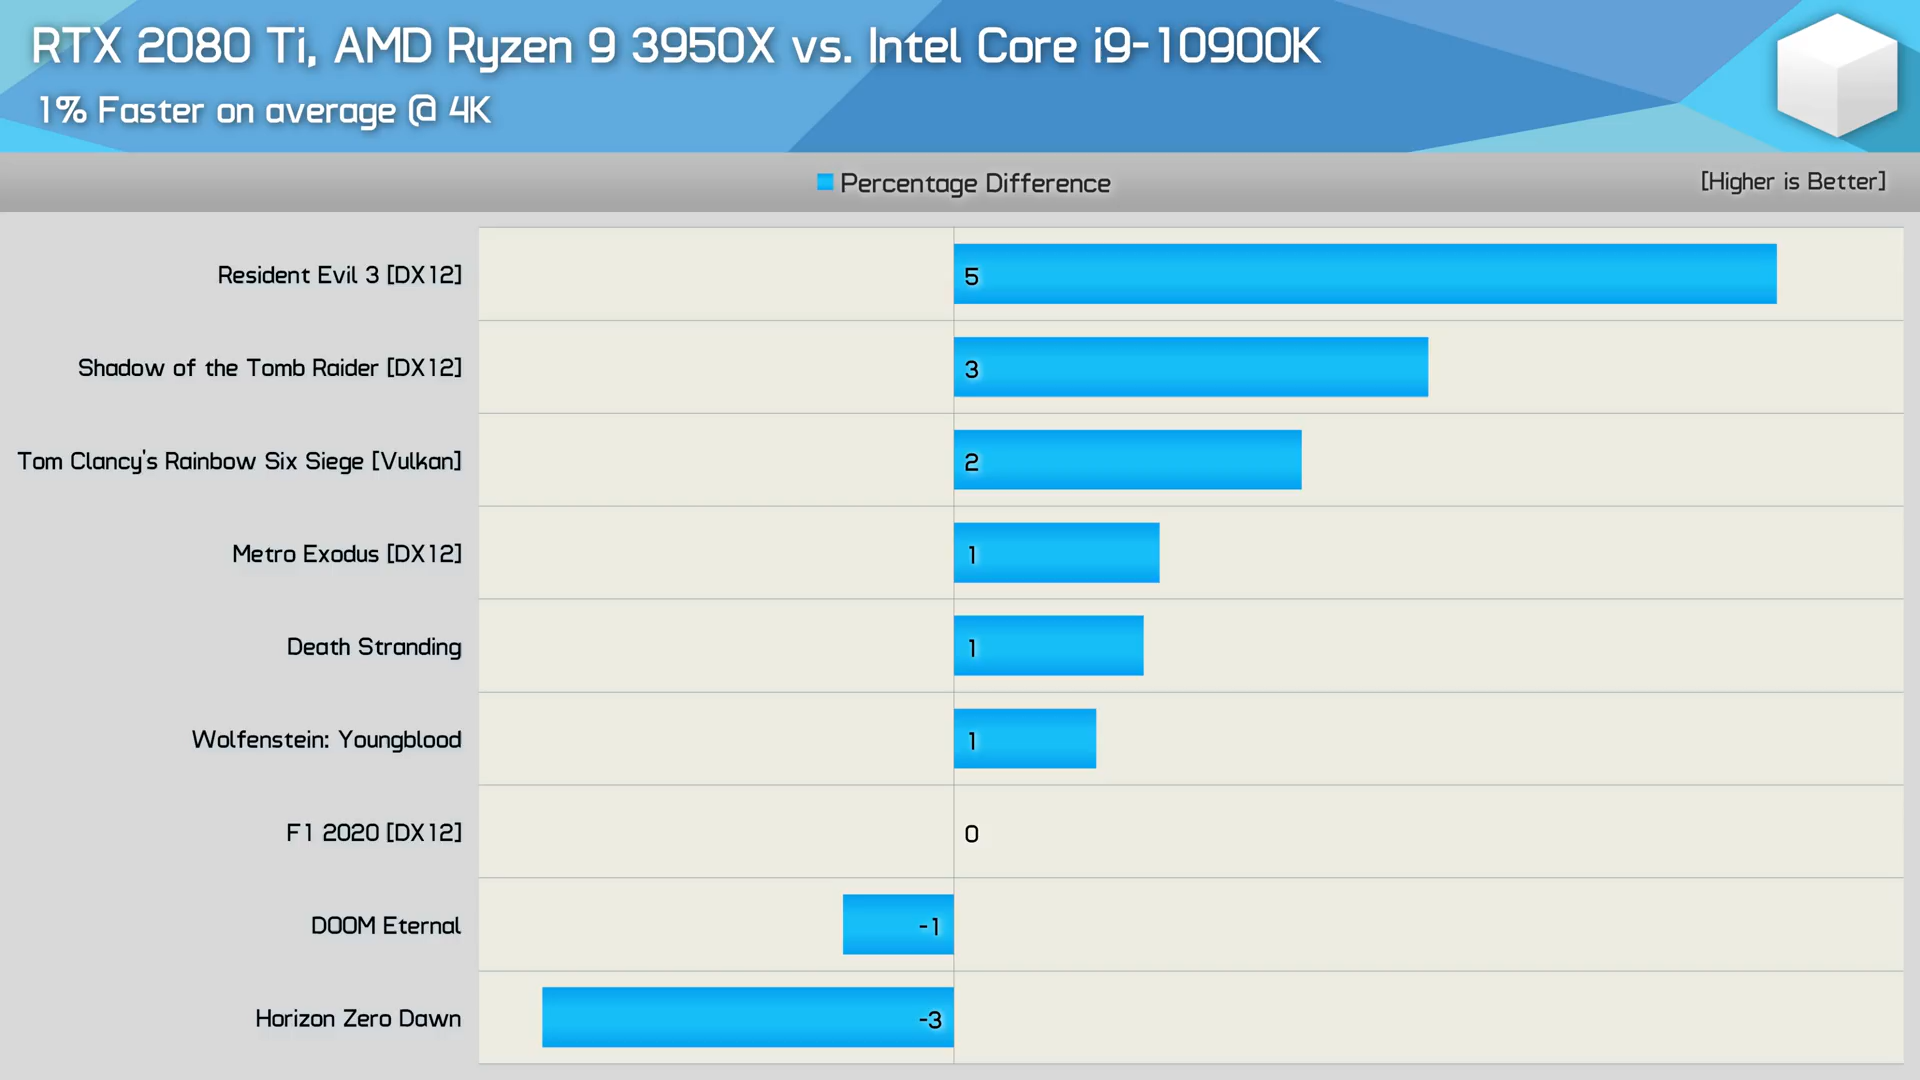 RTX 2080 Ti, AMD Ryzen 9 3950X vs. Intel Core i9-10900K
1% Faster on average @ 4K
Percentage Difference
[Higher is Better]
Resident Evil 3 [DX12]
5
Shadow of the Tomb Raider [DX12]
3
Tom Clancy's Rainbow Six Siege [Vulkan]
2
Metro Exodus [DX12]
1
Death Stranding
1
Wolfenstein: Youngblood
1
F1 2020 [DX12]
0
DOOM Eternal
-1
Horizon Zero Dawn
-3